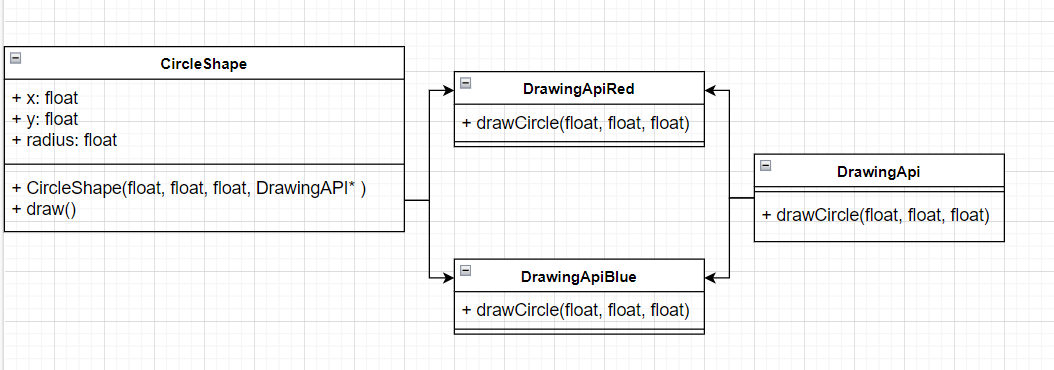 CircleShape
+ x: float
+ y: float
+ radius: float
+ CircleShape(float, float, float, DrawingAPI* )
+ draw()
DrawingApiRed
+ drawCircle(float, float, float)
DrawingApiBlue
+ drawCircle(float, float, float)
DrawingApi
+ drawCircle(float, float, float)